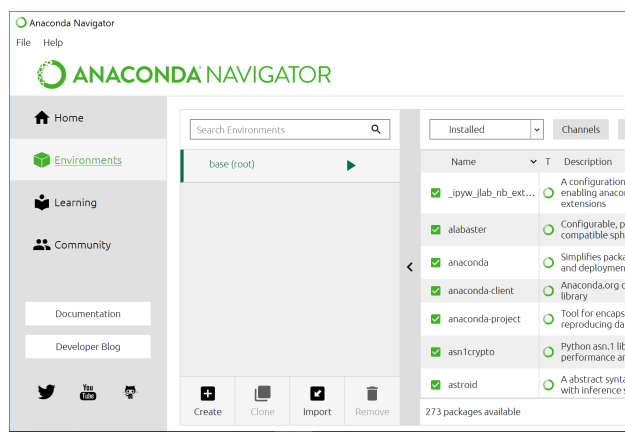 Anaconda Navigator
File Help
ANACONDA NAVIGATOR
Home
Environments
Learning
Community
Documentation
Developer Blog
You
Tube
Search Environments
base (root)
Create Clone Import Remove
Installed Channels
Name T Description
_ipyw_jlab_nb_ext... A configuration
enabling anaco
extensions
alabaster Configurable, p
compatible sph
anaconda Simplifies packa
and deploymen
anaconda-client Anaconda.org c
library
anaconda-project Tool for encaps
reproducing da
asn1crypto Python asn.1 lib
performance a
astroid A abstract synta
with inference s
273 packages available